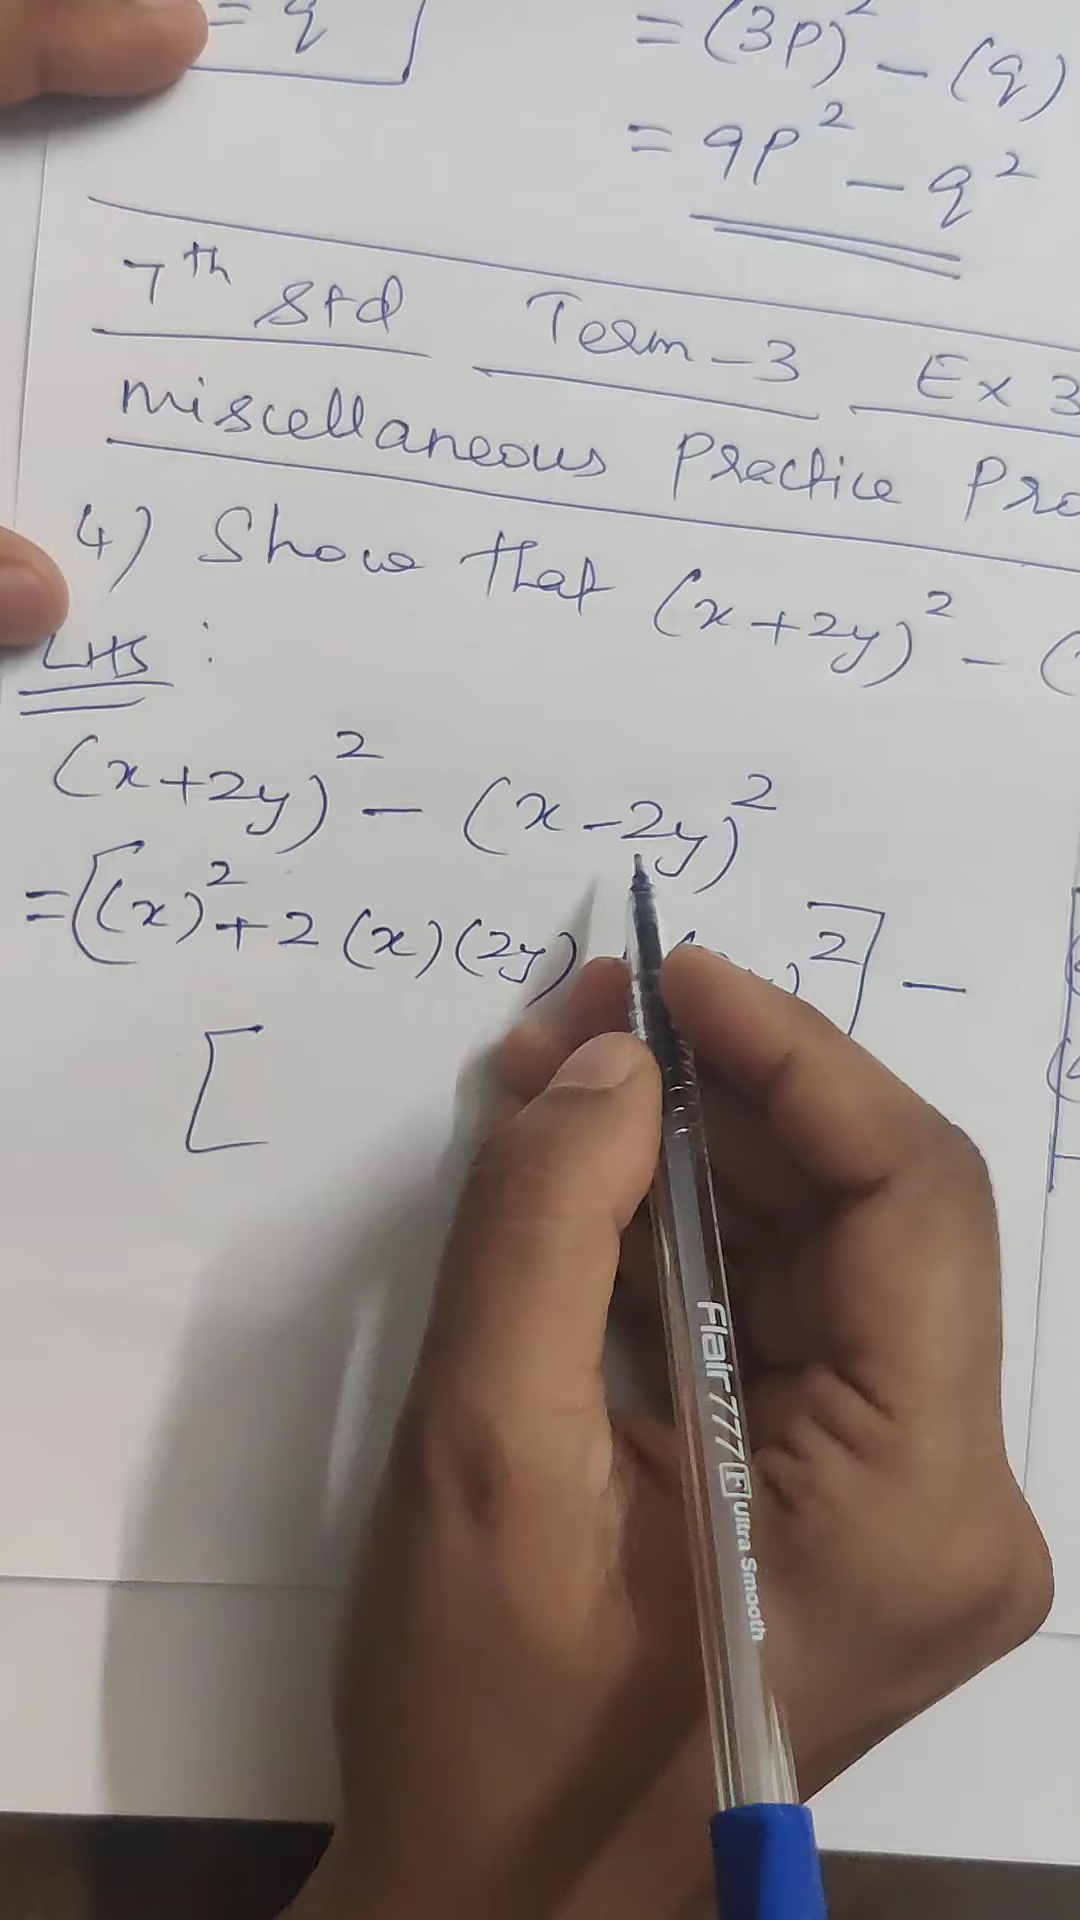 = q
= (3p)² - (q)
= 9p² - q²
7th Std Term-3 Ex 3
miscellaneous Practice
4) Show that (x+2y)² - (
LHS :
(x+2y)² - (x-2y)²
=[(x)²+2(x)(2y) 2] -
[
Flair 777 F Ultra Smooth